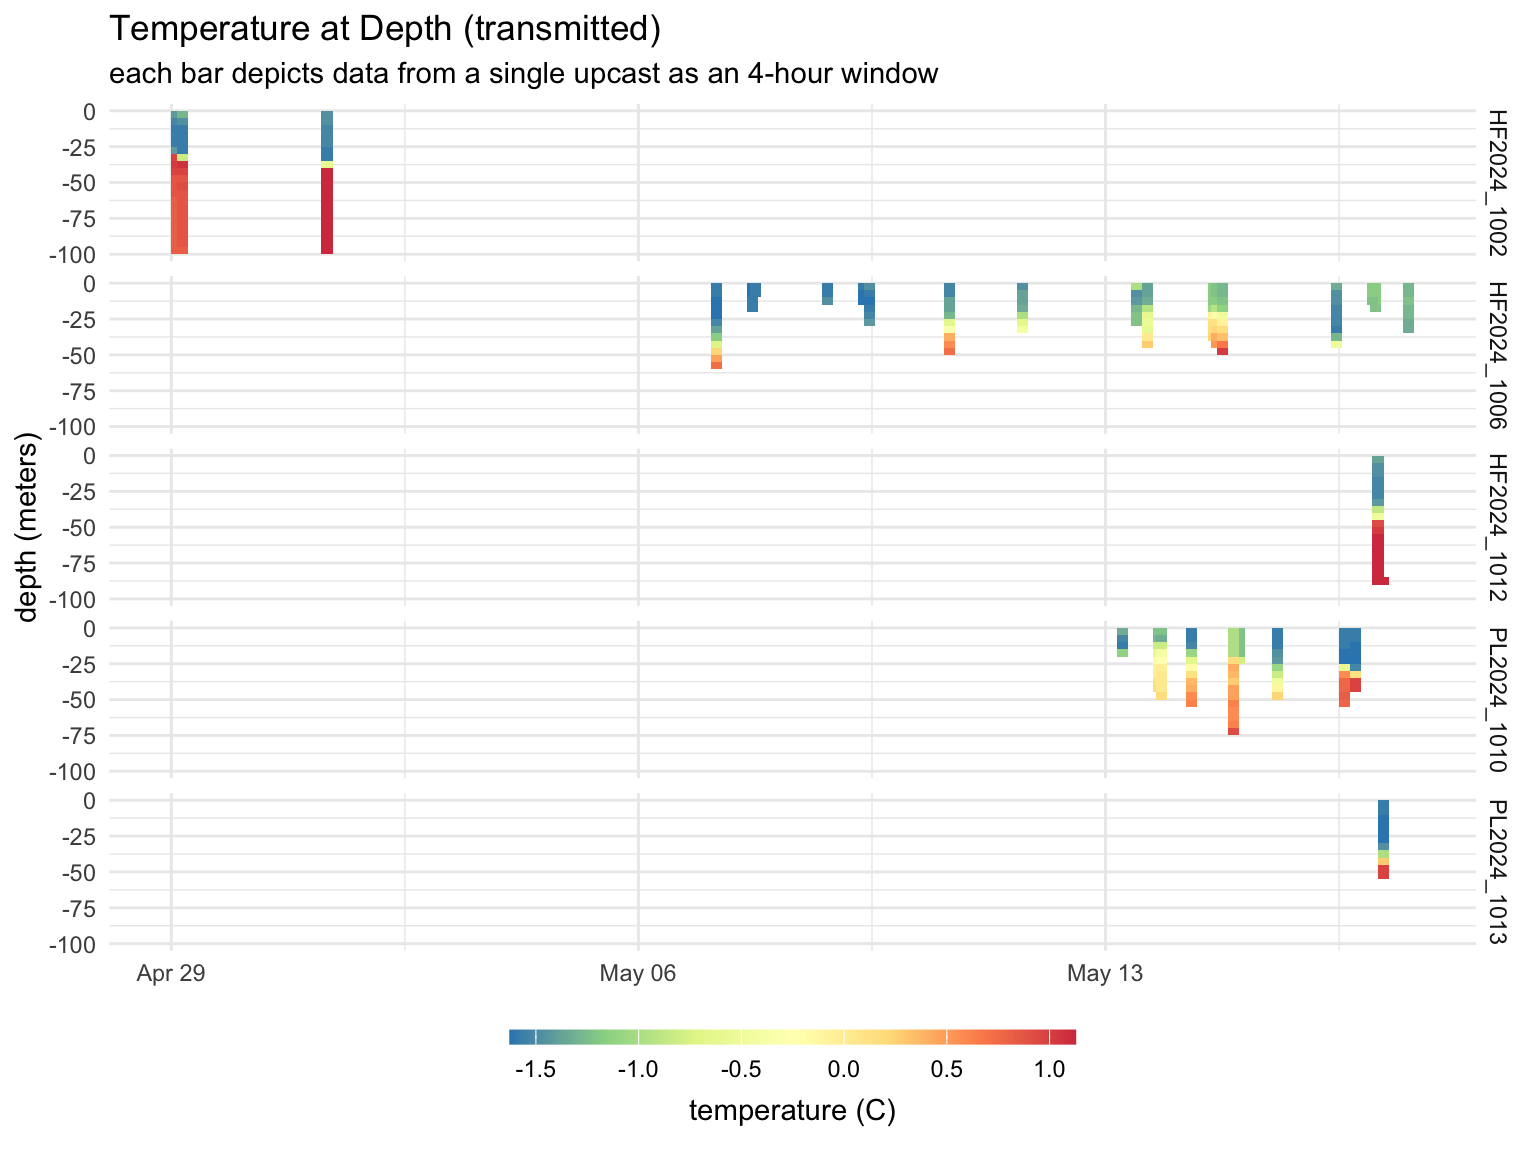 Temperature at Depth (transmitted)
each bar depicts data from a single upcast as an 4-hour window
depth (meters)
0
-25
-50
-75
-100
HF2024_1002
0
-25
-50
-75
-100
HF2024_1006
0
-25
-50
-75
-100
HF2024_1012
0
-25
-50
-75
-100
PL2024_1010
0
-25
-50
-75
-100
PL2024_1013
Apr 29 May 06 May 13
-1.5 -1.0 -0.5 0.0 0.5 1.0
temperature (C)